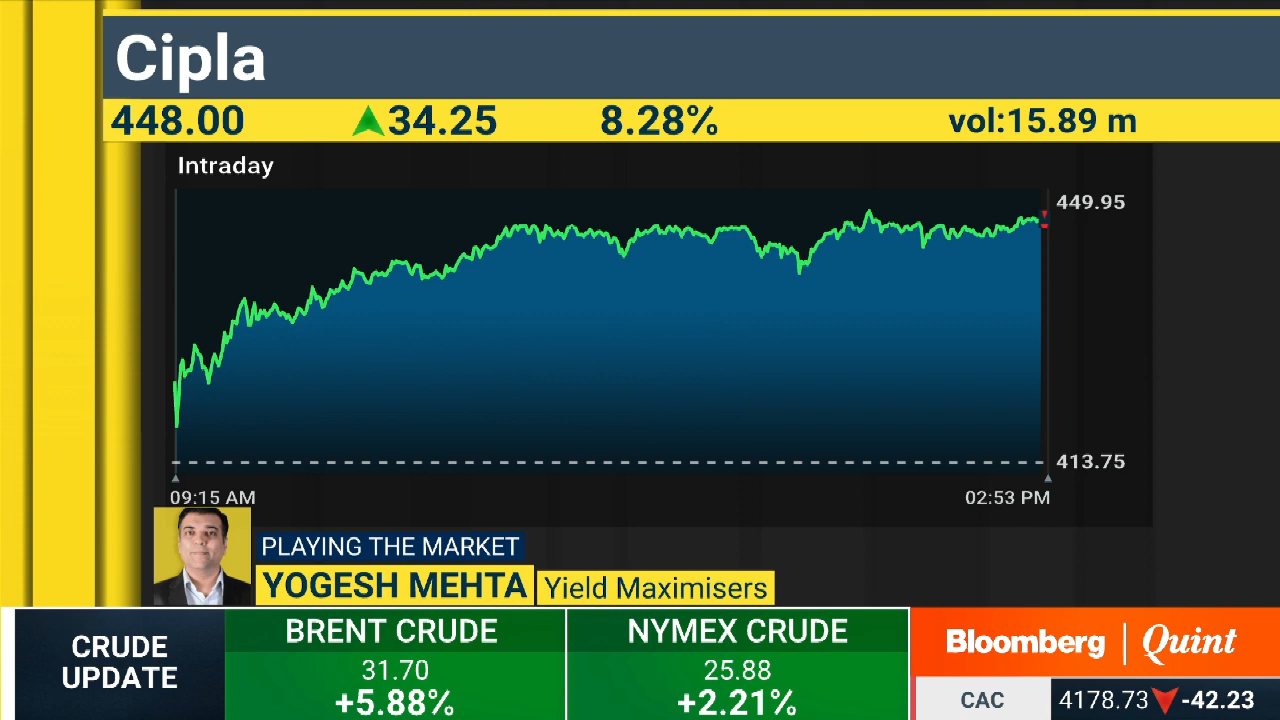 Cipla
448.00 34.25 8.28% vol:15.89 m
Intraday
449.95
413.75
09:15 AM 02:53 PM
PLAYING THE MARKET
YOGESH MEHTA Yield Maximisers
CRUDE
UPDATE
BRENT CRUDE
31.70
+5.88%
NYMEX CRUDE
25.88
+2.21%
Bloomberg | Quint
CAC 4178.73 -42.23